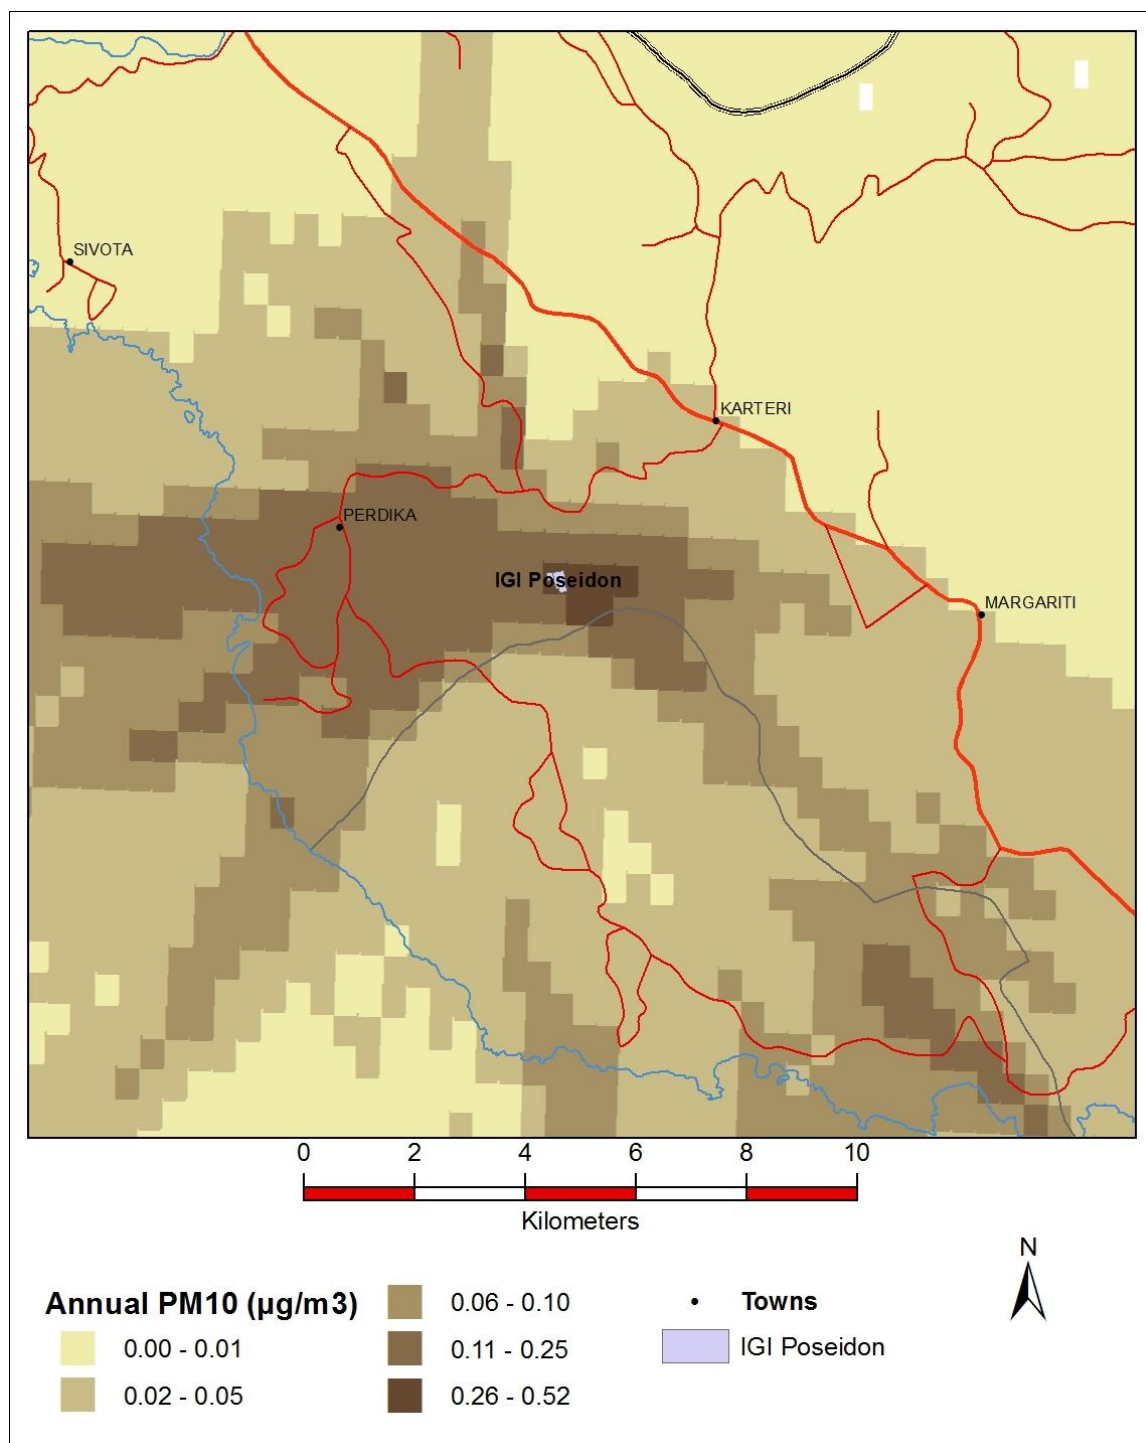 SIVOTA
KARTERI
PERDIKA
IGI Poseidon
MARGARITI
0 2 4 6 8 10
Kilometers
N
Annual PM10 (µg/m3)
0.00 - 0.01
0.02 - 0.05
0.06 - 0.10
0.11 - 0.25
0.26 - 0.52
Towns
IGI Poseidon